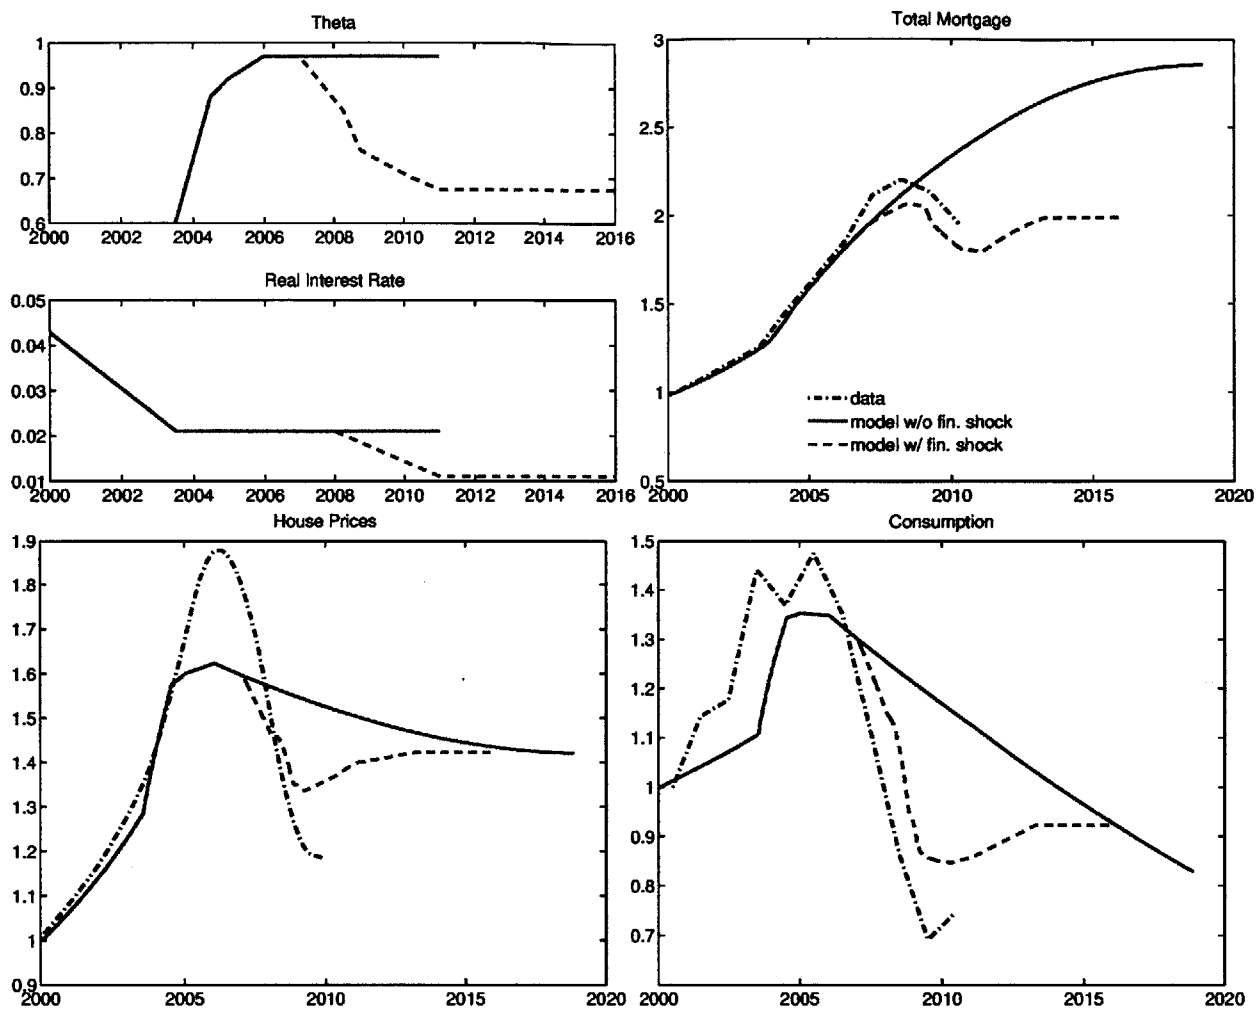 Theta
1
0.9
0.8
0.7
0.6
2000 2002 2004 2006 2008 2010 2012 2014 2016
Real Interest Rate
0.05
0.04
0.03
0.02
0.01
2000 2002 2004 2006 2008 2010 2012 2014 2016
Total Mortgage
3
2.5
2
1.5
1
0.5
data
model w/o fin. shock
model w/ fin. shock
2000 2005 2010 2015 2020
House Prices
1.9
1.8
1.7
1.6
1.5
1.4
1.3
1.2
1.1
1
0.9
2000 2005 2010 2015 2020
Consumption
1.5
1.4
1.3
1.2
1.1
1
0.9
0.8
0.7
2000 2005 2010 2015 2020